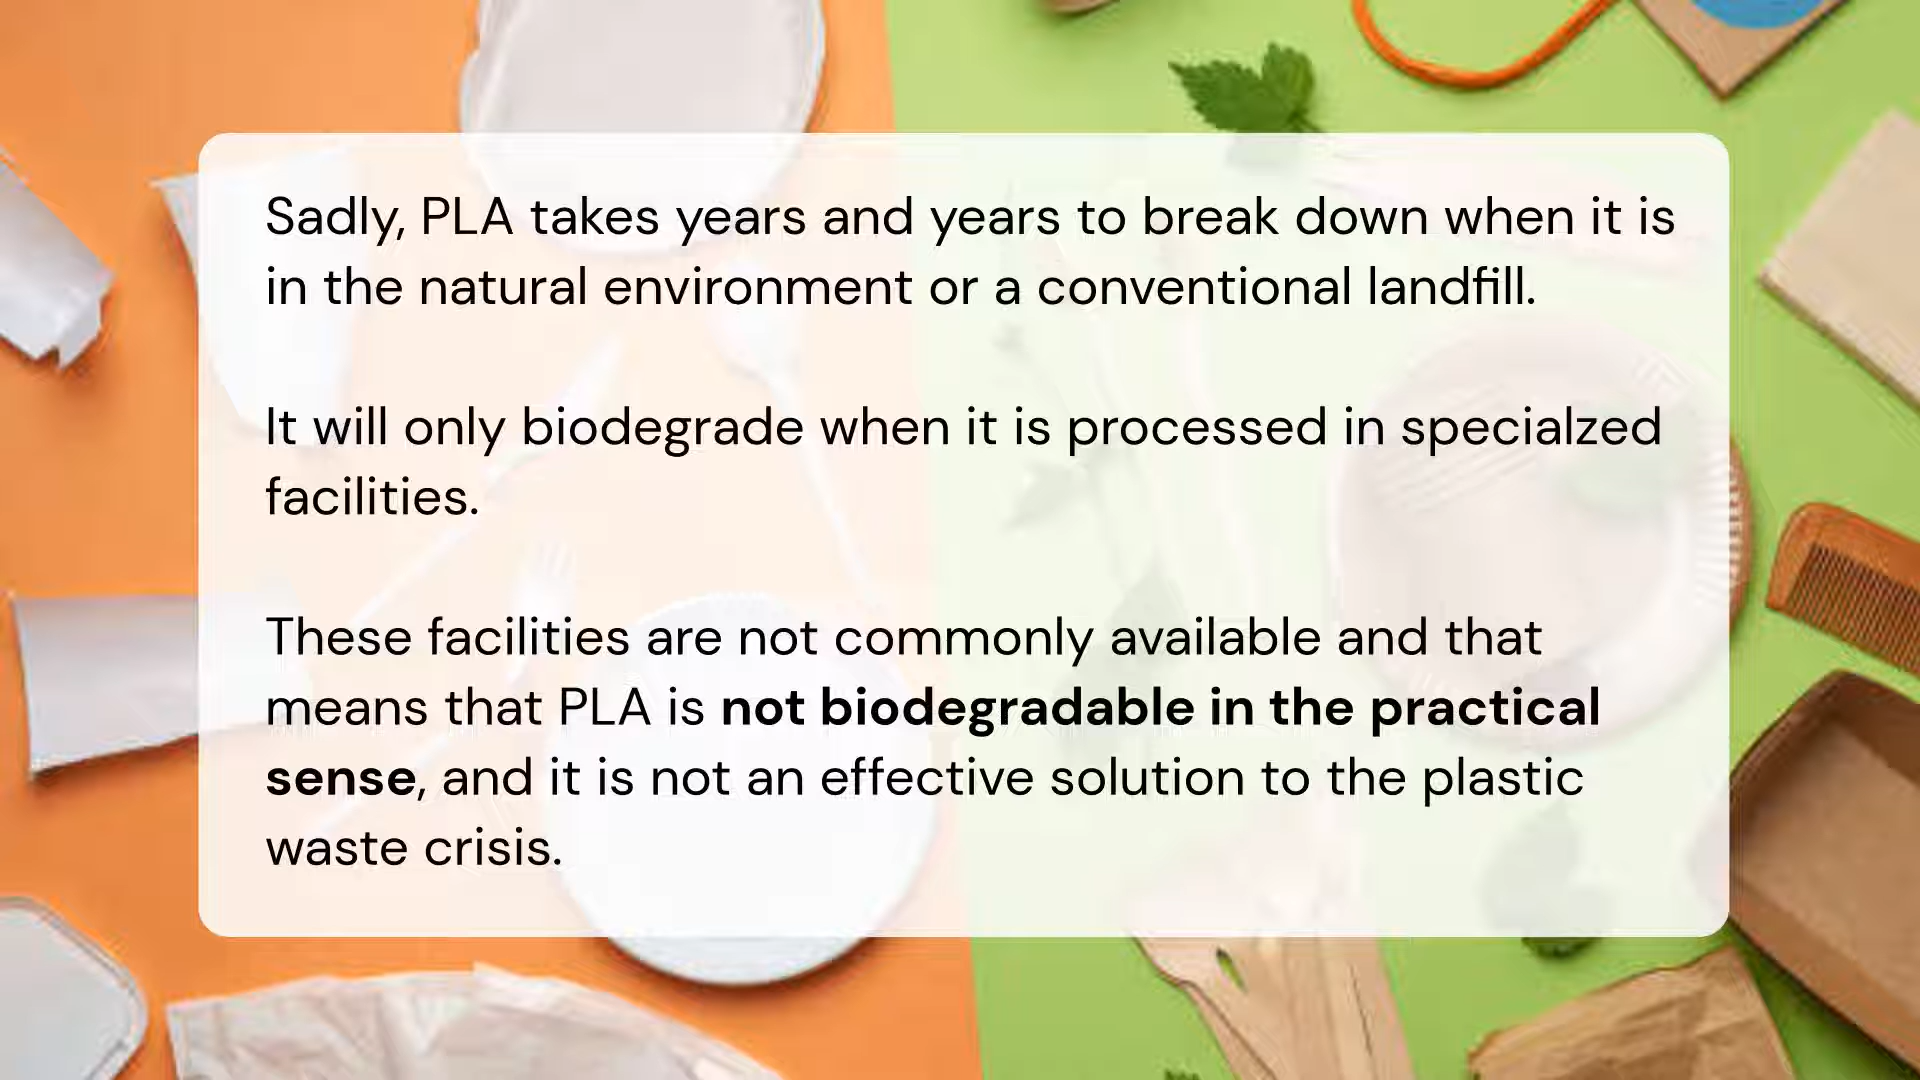 Sadly, PLA takes years and years to break down when it is
in the natural environment or a conventional landfill.
It will only biodegrade when it is processed in specialzed
facilities.
These facilities are not commonly available and that
means that PLA is not biodegradable in the practical
sense, and it is not an effective solution to the plastic
waste crisis.